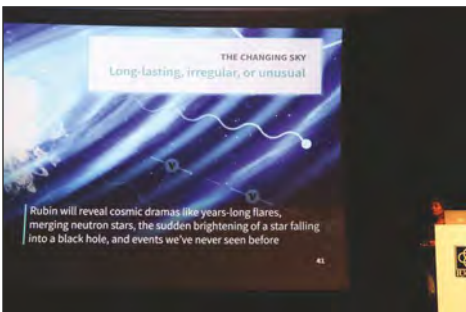 THE CHANGING SKY
Long-lasting, irregular, or unusual
Rubin will reveal cosmic dramas like years-long flares,
merging neutron stars, the sudden brightening of a star falling
into a black hole, and events we've never seen before
41